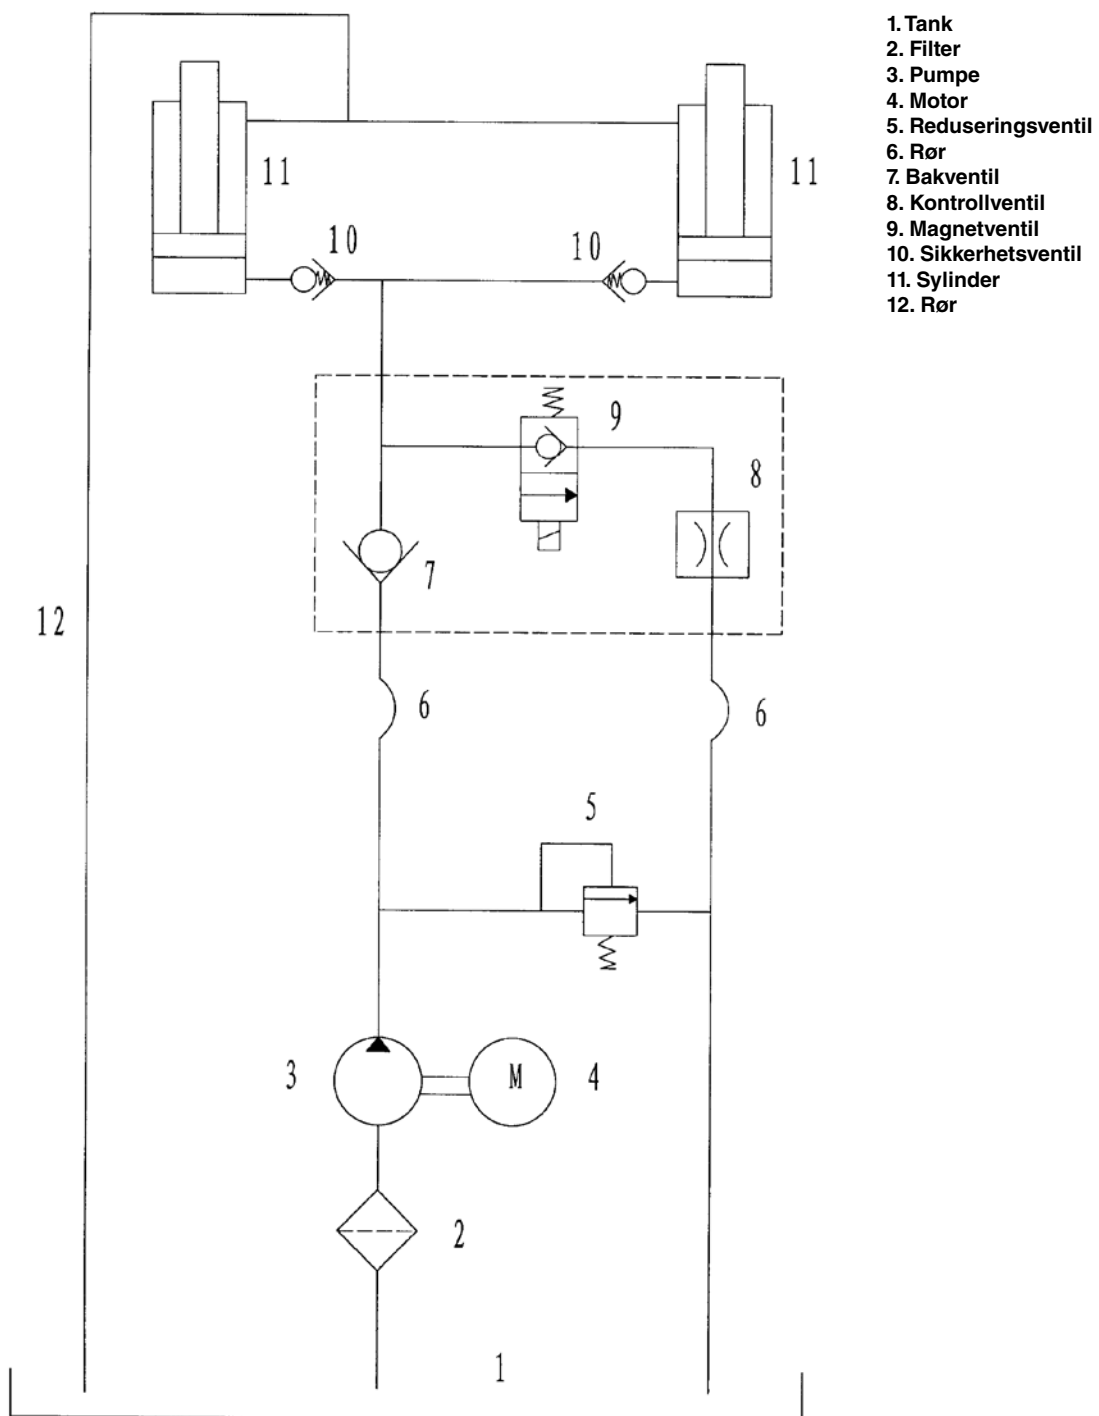 1. Tank
2. Filter
3. Pumpe
4. Motor
5. Reduseringsventil
6. Rør
7. Bakventil
8. Kontrollventil
9. Magnetventil
10. Sikkerhetsventil
11. Sylinder
12. Rør
11
11
10
10
9
8
7
12
6
6
5
3
M
4
2
1